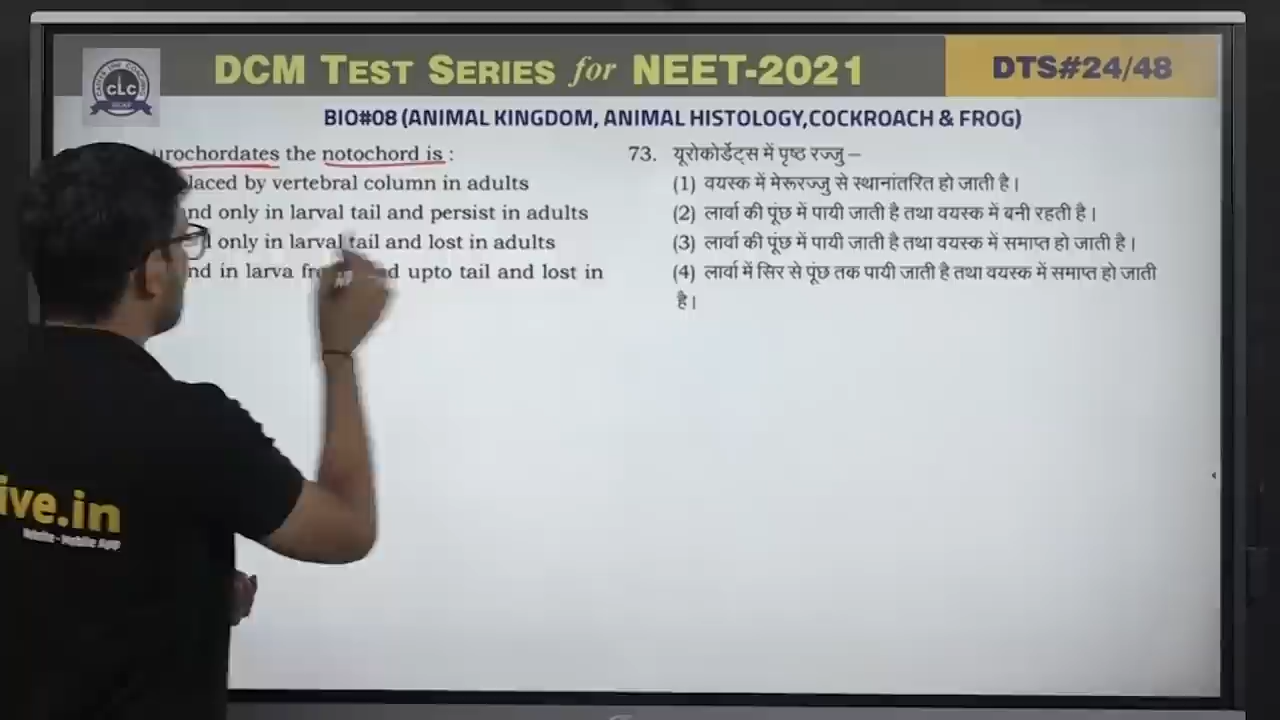 DCM TEST SERIES for NEET-2021
DTS#24/48
CLC
BIO#08 (ANIMAL KINGDOM, ANIMAL HISTOLOGY,COCKROACH & FROG)
urochordates the notochord is :
laced by vertebral column in adults
nd only in larval tail and persist in adults
only in larval tail and lost in adults
nd in larva upto tail and lost in
73. यूरोकोर्डेट्स में पृष्ठ रज्जु –
(1) वयस्क में मेरूरज्जु से स्थानांतरित हो जाती है।
(2) लार्वा की पूंछ में पायी जाती है तथा वयस्क में बनी रहती है।
(3) लार्वा की पूंछ में पायी जाती है तथा वयस्क में समाप्त हो जाता है।
(4) लार्वा में सिर से पूंछ तक पायी जाती है तथा वयस्क में समाप्त हो जाती
है।
ive.in